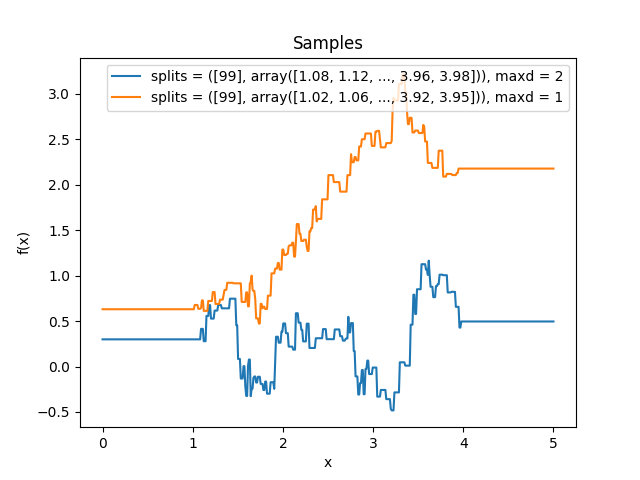 Samples
splits = ([99], array([1.08, 1.12, ..., 3.96, 3.98])), maxd = 2
splits = ([99], array([1.02, 1.06, ..., 3.92, 3.95])), maxd = 1
3.0
2.5
2.0
1.5
1.0
0.5
0.0
−0.5
f(x)
0 1 2 3 4 5
x